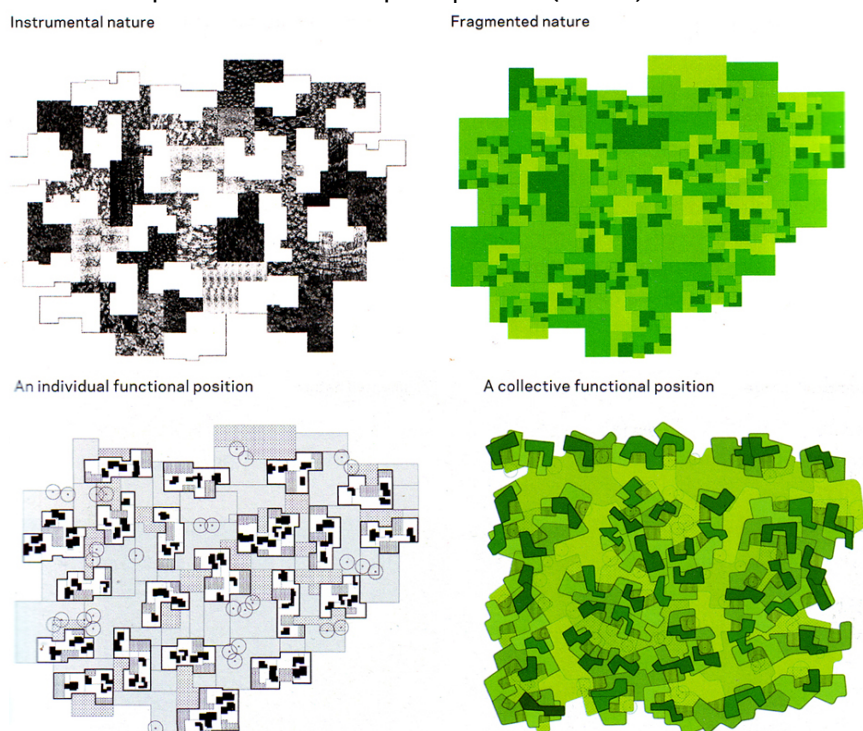 Instrumental nature
Fragmented nature
An individual functional position
A collective functional position